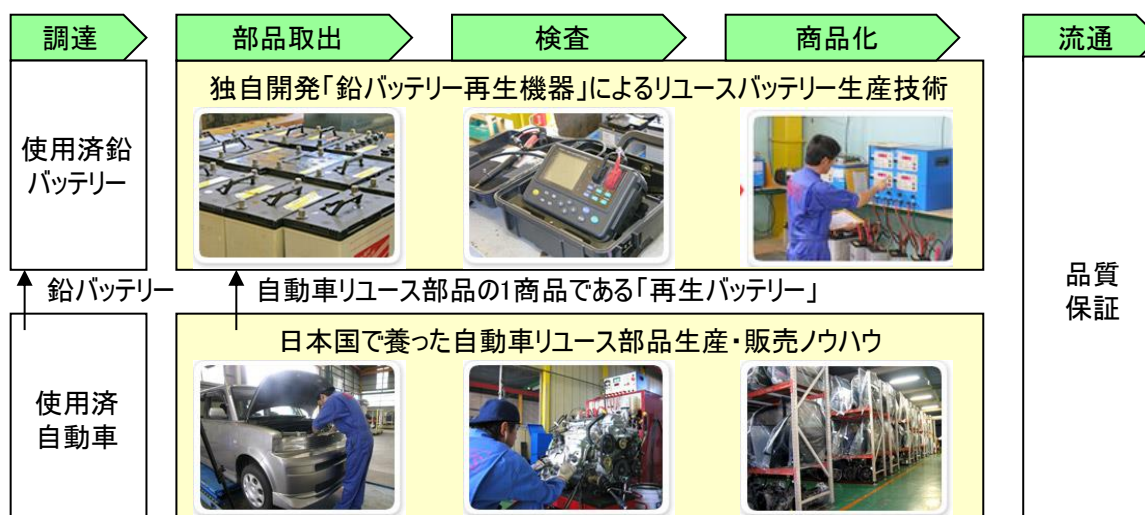 調達
部品取出
検査
商品化
流通
使用済鉛
バッテリー
独自開発「鉛バッテリー再生機器」によるリユースバッテリー生産技術
鉛バッテリー
自動車リユース部品の1商品である「再生バッテリー」
使用済
自動車
日本国で養った自動車リユース部品生産・販売ノウハウ
品質
保証